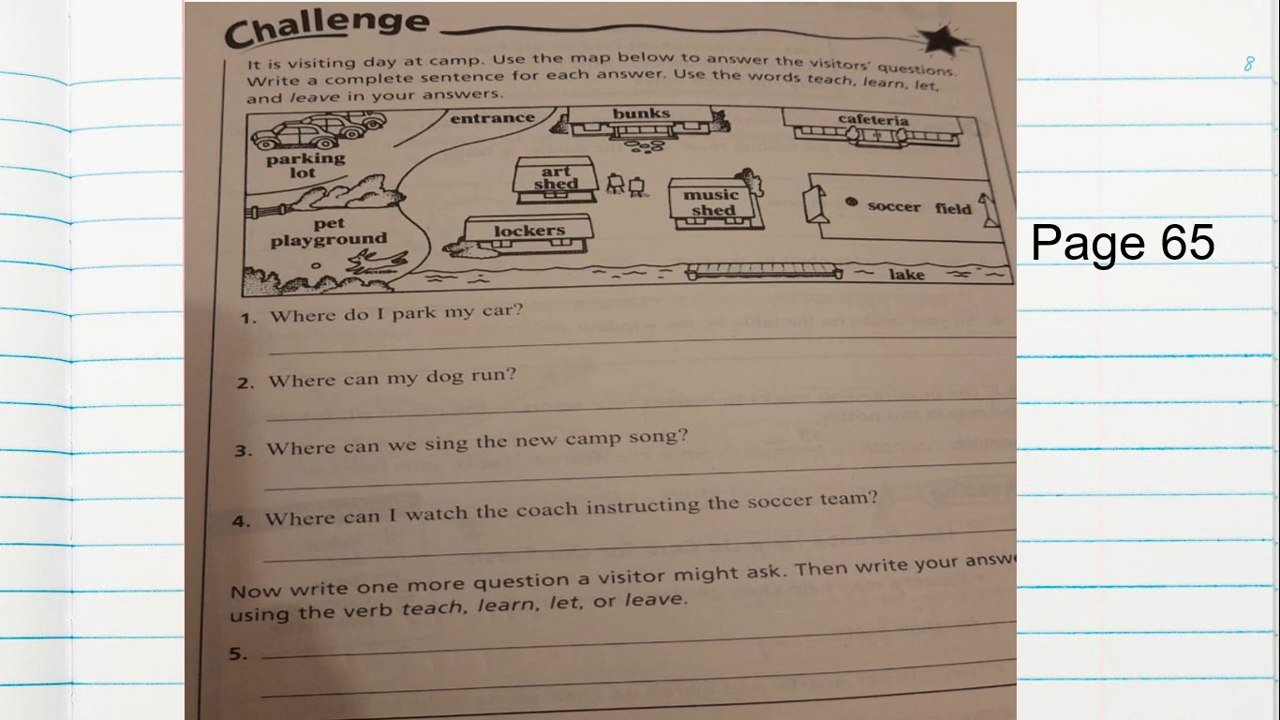 Challenge
It is visiting day at camp. Use the map below to answer the visitors' questions.
Write a complete sentence for each answer. Use the words teach, learn, let,
and leave in your answers.
entrance
bunks
cafeteria
parking
lot
art
shed
music
shed
soccer field
pet
playground
lockers
lake
1. Where do I park my car?
2. Where can my dog run?
3. Where can we sing the new camp song?
4. Where can I watch the coach instructing the soccer team?
Now write one more question a visitor might ask. Then write your answ
using the verb teach, learn, let, or leave.
5.
Page 65
8